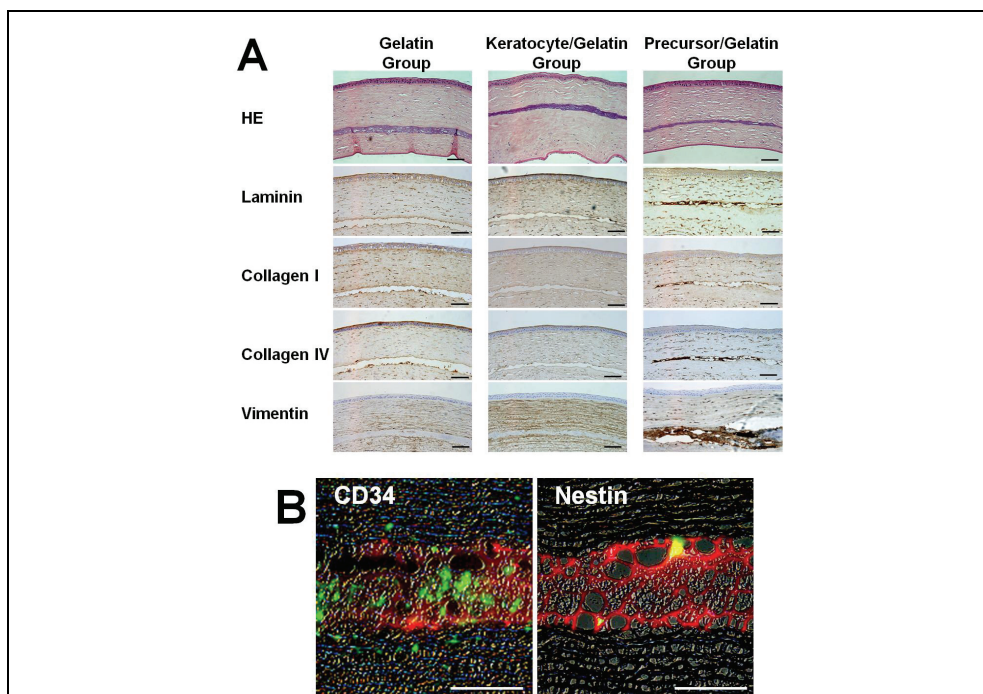 A
Gelatin
Group
Keratocyte/Gelatin
Group
Precursor/Gelatin
Group
HE
Laminin
Collagen I
Collagen IV
Vimentin
B
CD34
Nestin